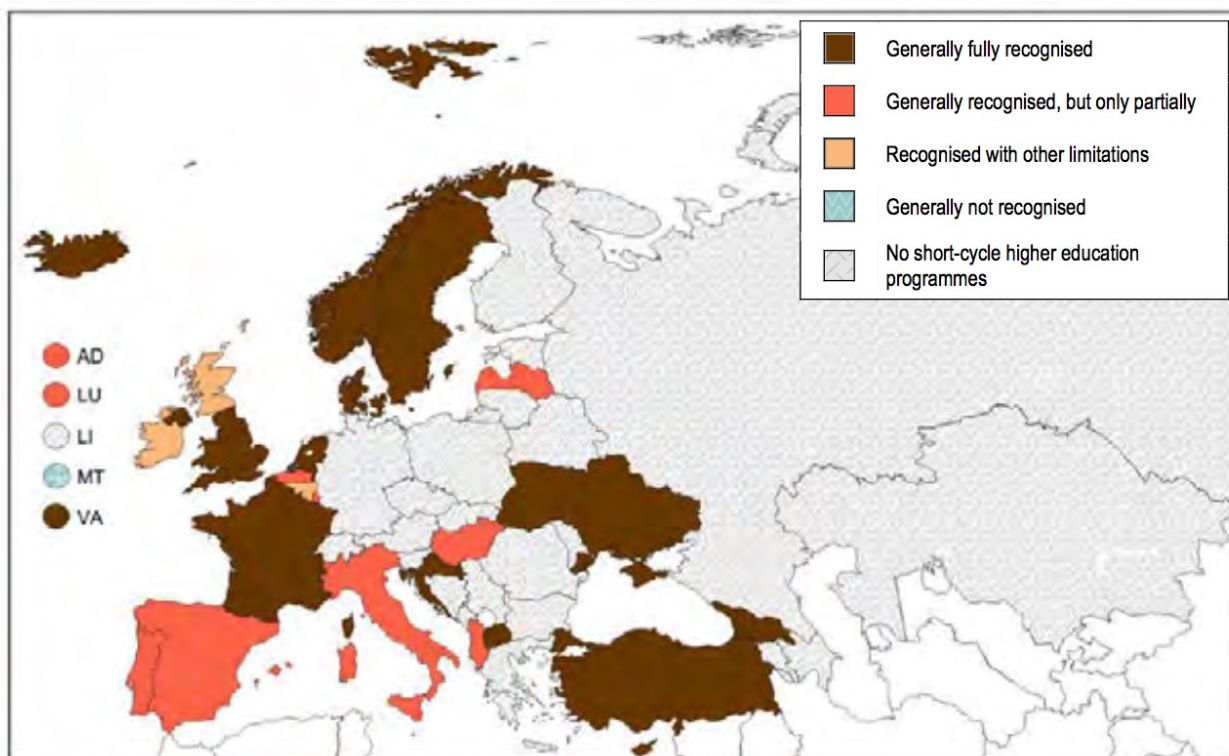 Generally fully recognised
Generally recognised, but only partially
Recognised with other limitations
Generally not recognised
No short-cycle higher education
programmes
AD
LU
LI
MT
VA